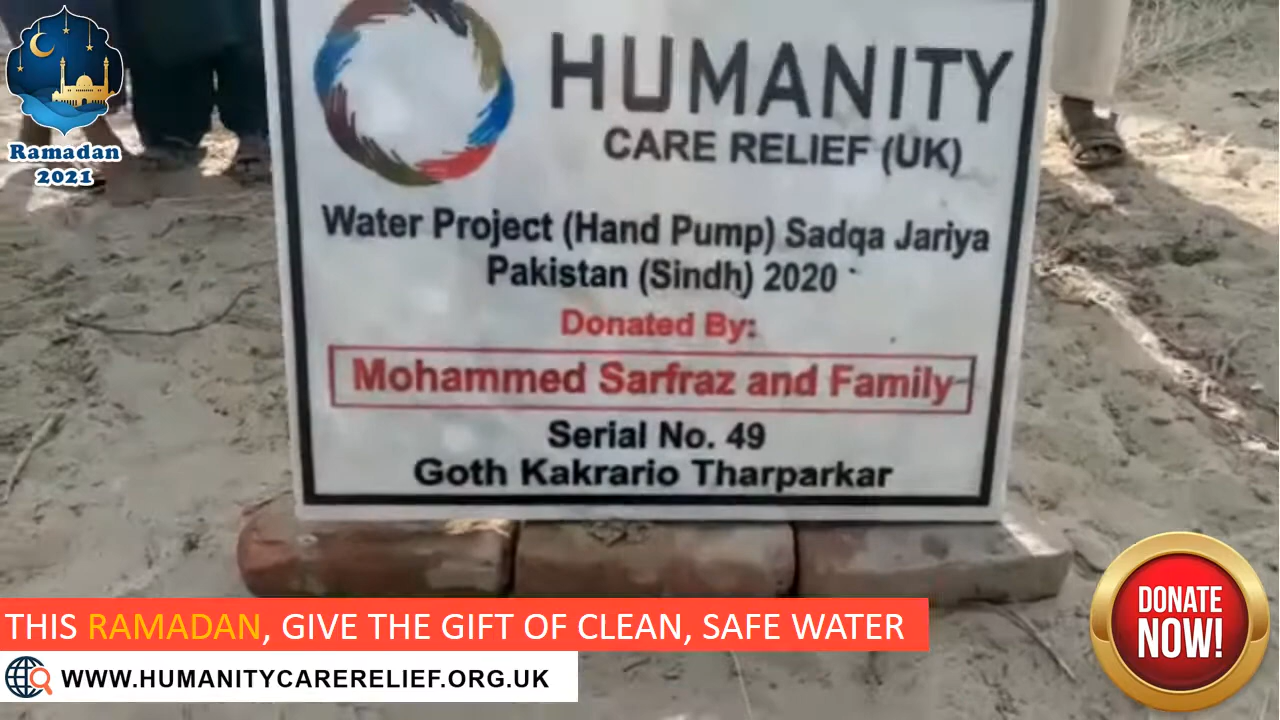 Ramadan
2021
HUMANITY
CARE RELIEF (UK)
Water Project (Hand Pump) Sadqa Jariya
Pakistan (Sindh) 2020
Donated By:
Mohammed Sarfraz and Family
Serial No. 49
Goth Kakrario Tharparkar
THIS RAMADAN, GIVE THE GIFT OF CLEAN, SAFE WATER
WWW.HUMANITYCARERELIEF.ORG.UK
DONATE
NOW!